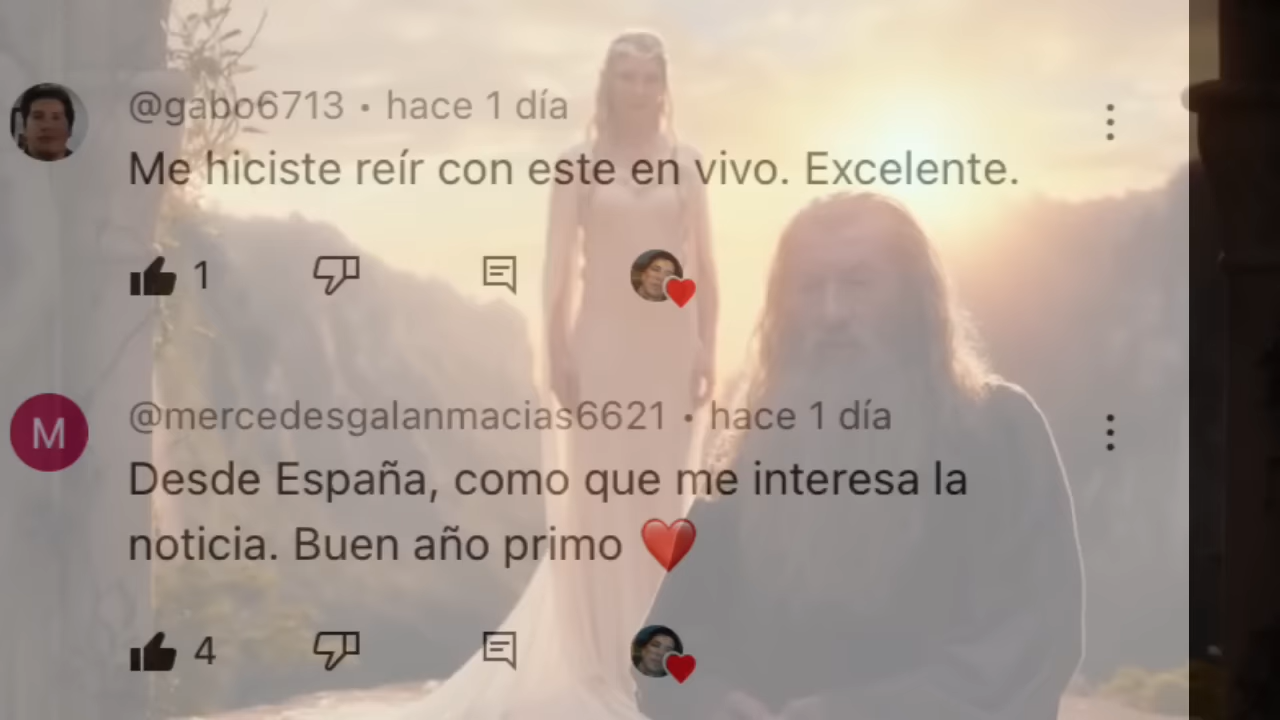 @gabo6713 • hace 1 día
Me hiciste reír con este en vivo. Excelente.
1
M
@mercedesgalanmacias6621 • hace 1 día
Desde España, como que me interesa la
noticia. Buen año primo ❤️
4